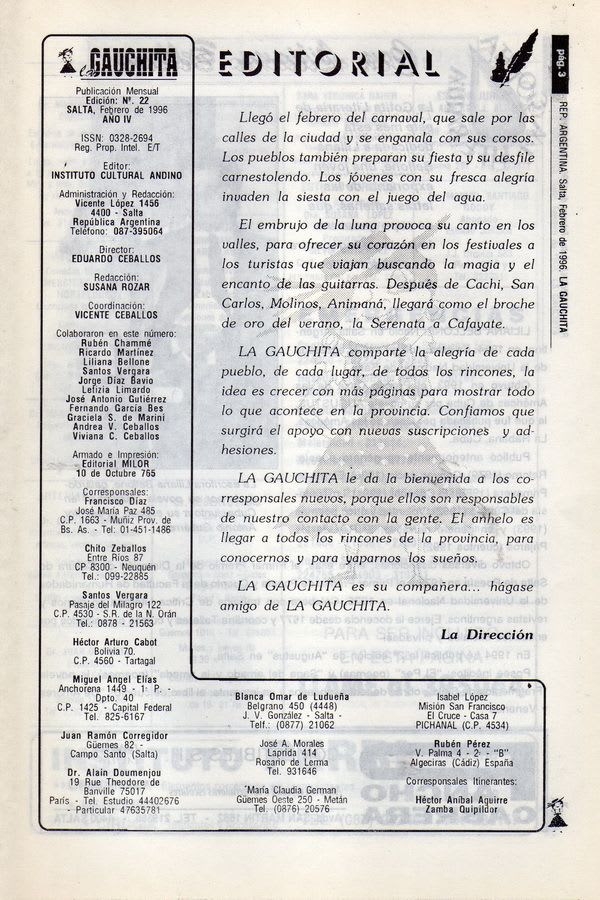 La GAUCHITA
Publicación Mensual
Edición: Nº. 22
SALTA, Febrero de 1996
AÑO IV
ISSN: 0328-2694
Reg. Prop. Intel. E/T
Editor:
INSTITUTO CULTURAL ANDINO
Administración y Redacción:
Vicente López 1456
4400 - Salta
República Argentina
Teléfono: 087-395064
Director:
EDUARDO CEBALLOS
Redacción:
SUSANA ROZAR
Coordinación:
VICENTE CEBALLOS
Colaboraron en este número:
Rubén Chammé
Ricardo Martínez
Liliana Bellone
Santos Vergara
Jorge Díaz Bavio
Letizia Limardo
José Antonio Gutiérrez
Fernando García Bes
Graciela S. de Marini
Andrea V. Ceballos
Viviana C. Ceballos
Armado e Impresión:
Editorial MILOR
10 de Octubre 765
Corresponsales:
Francisco Díaz
José María Paz 485
C.P. 1663 - Muñiz Prov. de
Bs. As. - Tel: 01-451-1486
Chito Zeballos
Entre Ríos 87
CP 8300 - Neuquén
Tel.: 099-22885
Santos Vergara
Pasaje del Milagro 122
C.P. 4530 - S.R. de la N. Orán
Tel.: 0878 - 21563
Héctor Arturo Cabot
Bolivia 70.
C.P. 4560 - Tartagal
Miguel Angel Elías
Anchorena 1449 - 1º P. -
Dpto. 40
C.P. 1425 - Capital Federal
Tel. 825-6167
Juan Ramón Corregidor
Güemes 82 -
Campo Santo (Salta)
Dr. Alain Doumenjou
19 Rue Theodore de
Banville 75017
París - Tel. Estudio 44402676
- Particular 47635781
EDITORIAL
Llegó el febrero del carnaval, que sale por las
calles de la ciudad y se enganala con sus corsos.
Los pueblos también preparan su fiesta y su desfile
carnestolendo. Los jóvenes con su fresca alegría
invaden la siesta con el juego del agua.
El embrujo de la luna provoca su canto en los
valles, para ofrecer su corazón en los festivales a
los turistas que viajan buscando la magia y el
encanto de las guitarras. Después de Cachi, San
Carlos, Molinos, Animaná, llegará como el broche
de oro del verano, la Serenata a Cafayate.
LA GAUCHITA comparte la alegría de cada
pueblo, de cada lugar, de todos los rincones, la
idea es crecer con más páginas para mostrar todo
lo que acontece en la provincia. Confiamos que
surgirá el apoyo con nuevas suscripciones y ad-
hesiones.
LA GAUCHITA le da la bienvenida a los co-
rresponsales nuevos, porque ellos son responsables
de nuestro contacto con la gente. El anhelo es
llegar a todos los rincones de la provincia, para
conocernos y para yaparnos los sueños.
LA GAUCHITA es su compañera... hágase
amigo de LA GAUCHITA.
La Dirección
Blanca Omar de Ludueña
Belgrano 450 (4448)
J. V. González - Salta -
Telf.: (0877) 21062
José A. Morales
Laprida 414
Rosario de Lerma
Tel. 931646
María Claudia German
Güemes Oeste 250 - Metán
Tel. (0876) 20576
Isabel López
Misión San Francisco
El Cruce - Casa 7
PICHANAL (C.P. 4534)
Rubén Pérez
V. Palma 4 - 2º - "B"
Algeciras (Cádiz) España
Corresponsales Itinerantes:
Héctor Aníbal Aguirre
Zamba Quipildor
pág. 3
REP. ARGENTINA, Salta, Febrero de 1996. LA GAUCHITA